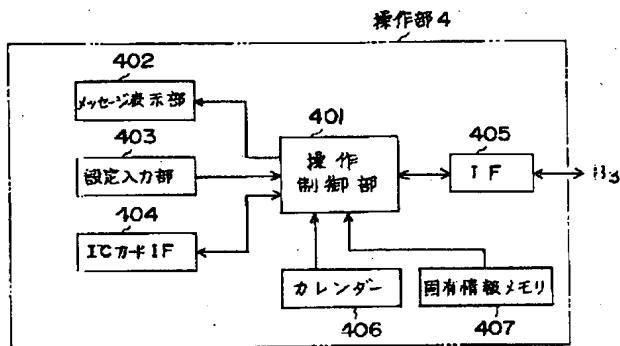 操作部4
402
メッセージ表示部
403
設定入力部
404
ICカードIF
401
操作
制御部
405
IF
B3
カレンダー
406
固有情報メモリ
407